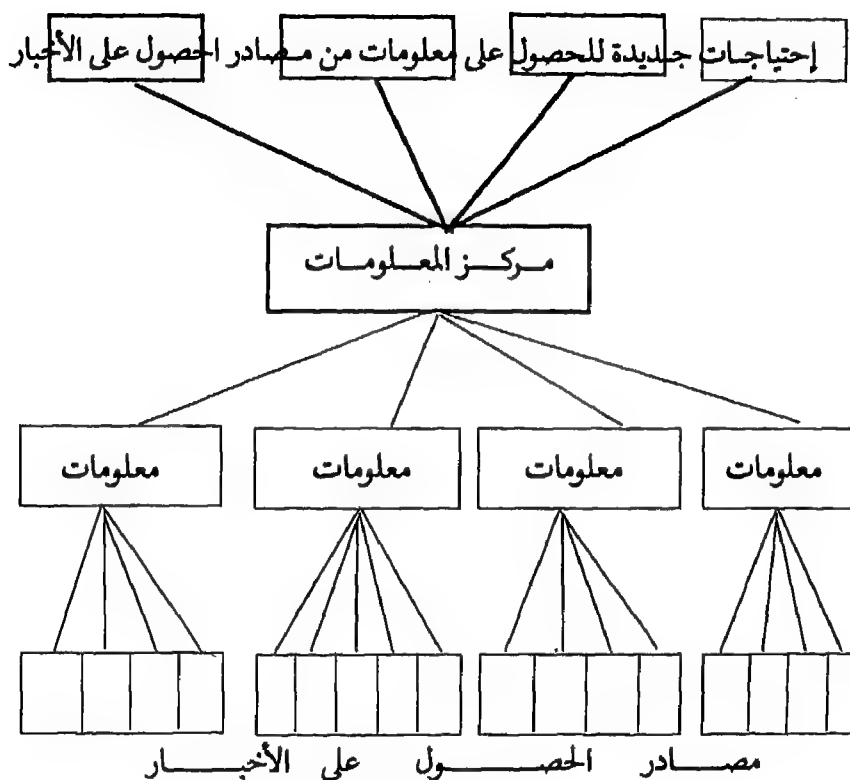 إحتياجات جديدة للحصول على معلومات من مصادر الحصول على الأخبار
مركز المعلومات
معلومات معلومات معلومات معلومات
مصادر الحصول على الأخبار